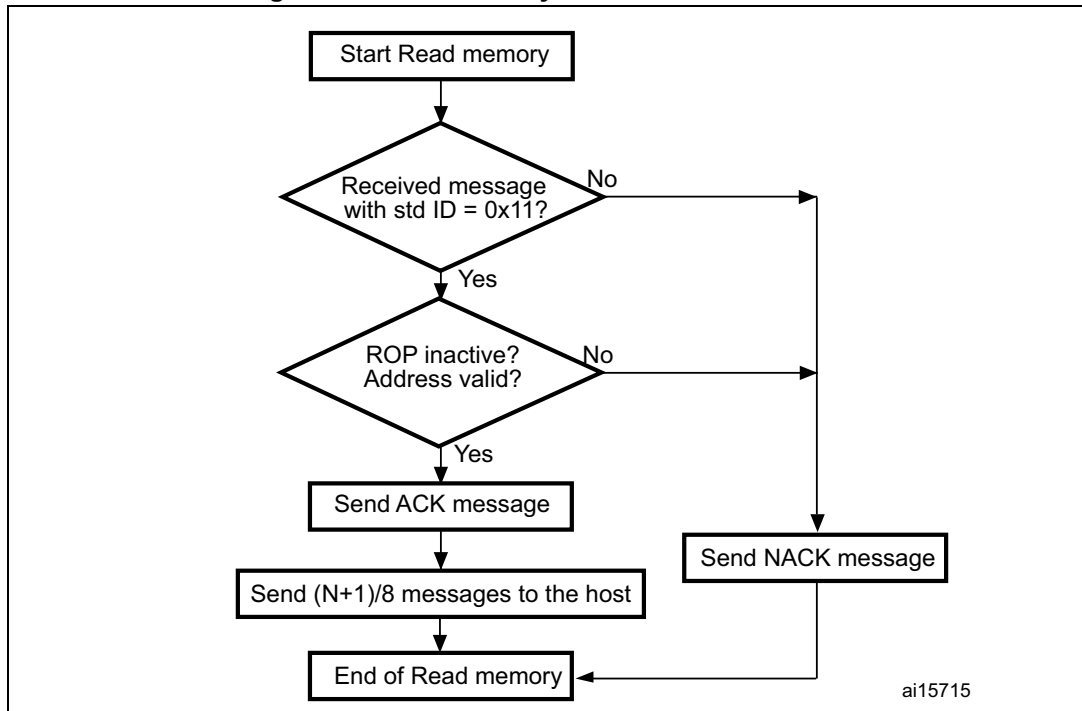 Start Read memory
Received message
with std ID = 0x11?
No
Yes
ROP inactive?
Address valid?
No
Yes
Send ACK message
Send NACK message
Send (N+1)/8 messages to the host
End of Read memory
ai15715